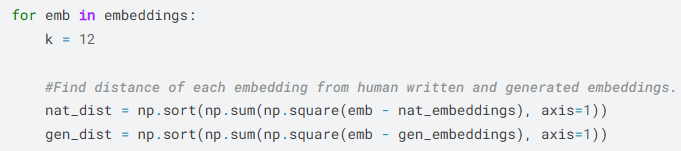 for emb in embeddings:
    k = 12
    #Find distance of each embedding from human written and generated embeddings.
    nat_dist = np.sort(np.sum(np.square(emb - nat_embeddings), axis=1))
    gen_dist = np.sort(np.sum(np.square(emb - gen_embeddings), axis=1))